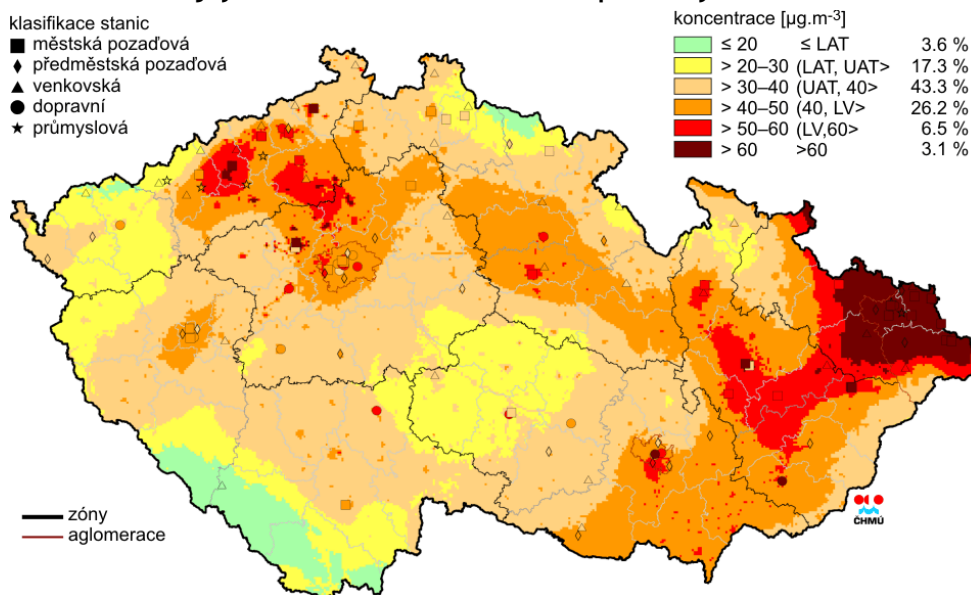 klasifikace stanic
městská pozaďová
předměstská pozaďová
venkovská
dopravní
průmyslová
koncentrace [µg.m-3]
≤ 20 ≤ LAT 3.6 %
> 20–30 (LAT, UAT> 17.3 %
> 30–40 (UAT, 40> 43.3 %
> 40–50 (40, LV> 26.2 %
> 50–60 (LV,60> 6.5 %
> 60 >60 3.1 %
ČHMÚ
zóny
aglomerace